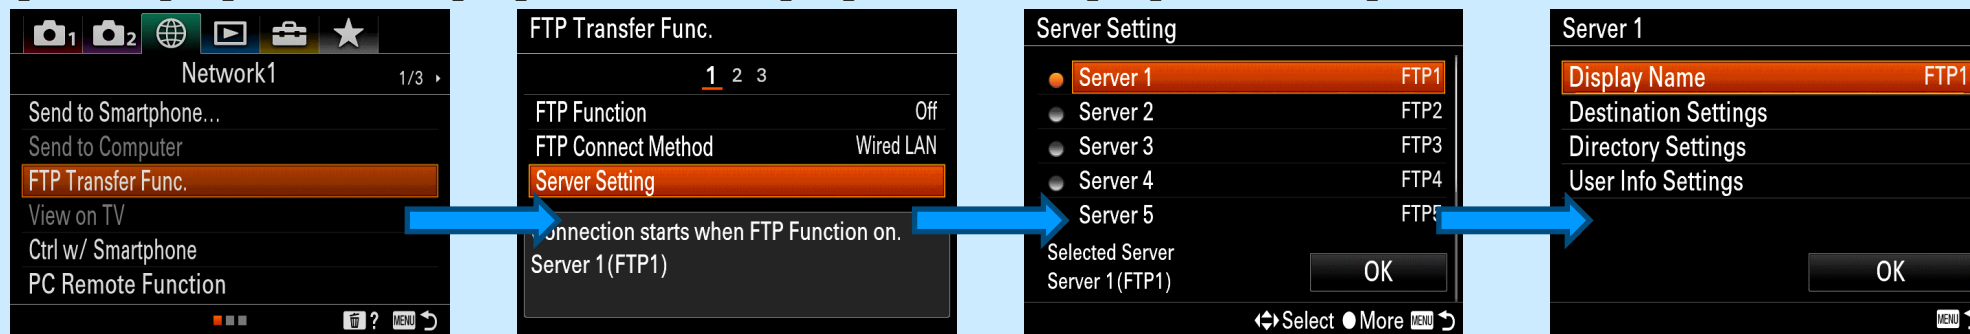 1 2
Network1 1/3
Send to Smartphone...
Send to Computer
FTP Transfer Func.
View on TV
Ctrl w/ Smartphone
PC Remote Function
? MENU
FTP Transfer Func.
1 2 3
FTP Function Off
FTP Connect Method Wired LAN
Server Setting
Connection starts when FTP Function on.
Server 1(FTP1)
Server Setting
Server 1 FTP1
Server 2 FTP2
Server 3 FTP3
Server 4 FTP4
Server 5 FTP5
Selected Server
Server 1(FTP1)
OK
Select More MENU
Server 1
Display Name FTP1
Destination Settings
Directory Settings
User Info Settings
OK
MENU